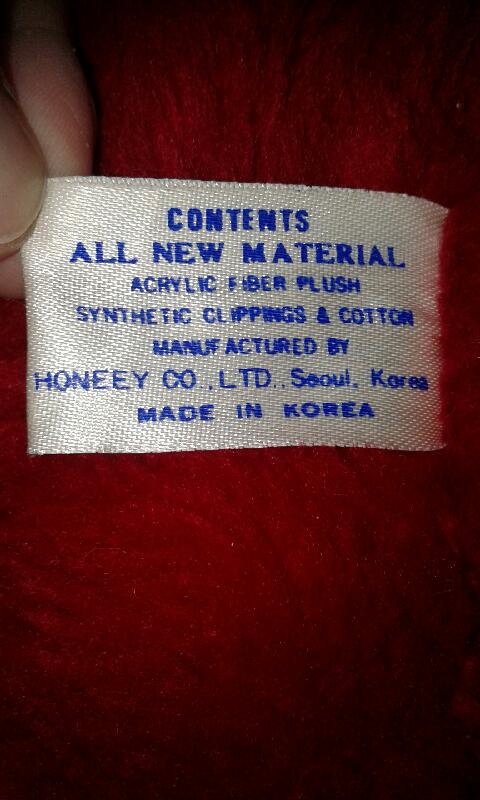 CONTENTS
ALL NEW MATERIAL
ACRYLIC FIBER PLUSH
SYNTHETIC CLIPPINGS & COTTON
MANUFACTURED BY
HONEEY CO., LTD., Seoul, Korea
MADE IN KOREA